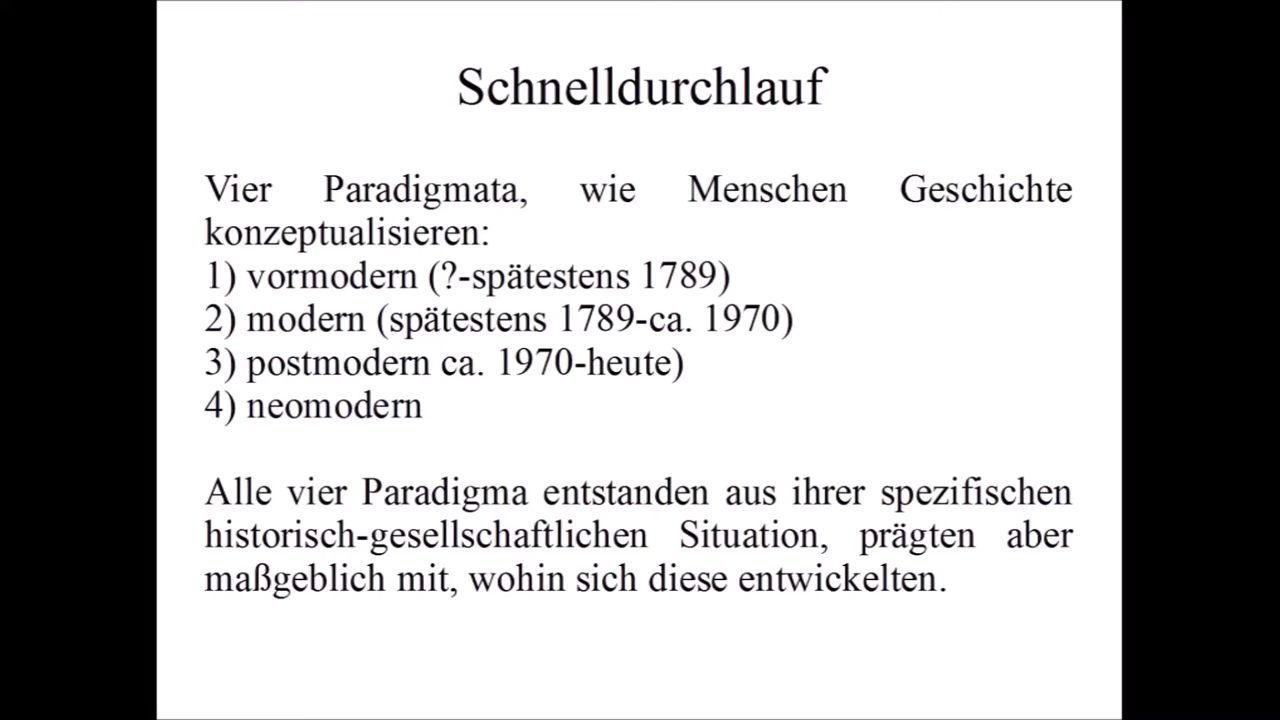 Schnelldurchlauf
Vier Paradigmata, wie Menschen Geschichte
konzeptualisieren:
1) vormodern (?-spätestens 1789)
2) modern (spätestens 1789-ca. 1970)
3) postmodern ca. 1970-heute)
4) neomodern
Alle vier Paradigma entstanden aus ihrer spezifischen
historisch-gesellschaftlichen Situation, prägten aber
maßgeblich mit, wohin sich diese entwickelten.